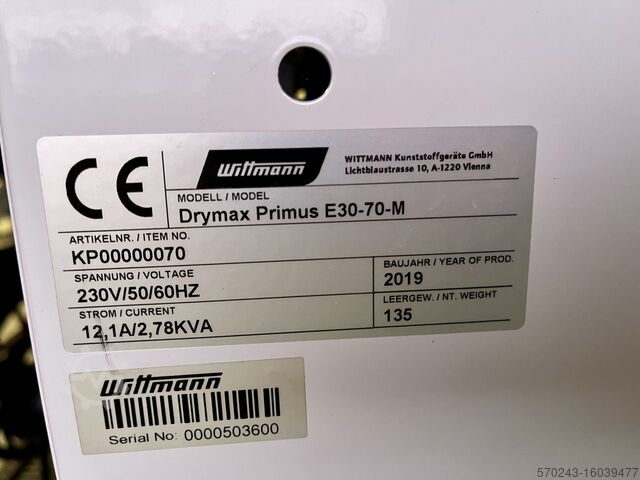 CE
Wittmann
WITTMANN Kunststoffgeräte GmbH
Lichtblaustrasse 10, A-1220 Vienna
MODELL / MODEL
Drymax Primus E30-70-M
ARTIKELNR. / ITEM NO.
KP00000070
SPANNUNG / VOLTAGE
230V/50/60HZ
BAUJAHR / YEAR OF PROD.
2019
STROM / CURRENT
12,1A/2,78KVA
LEERGEW. / NT. WEIGHT
135
Wittmann
Serial No: 0000503600
570243-16039477